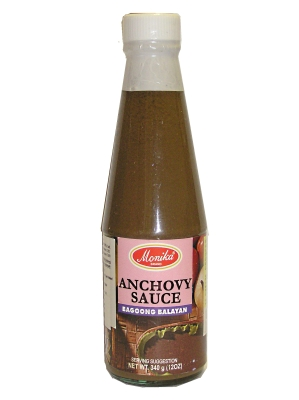 Monika
ANCHOVY
SAUCE
BAGOONG BALAYAN
SERVING SUGGESTION
NET WT. 340 g (12OZ)